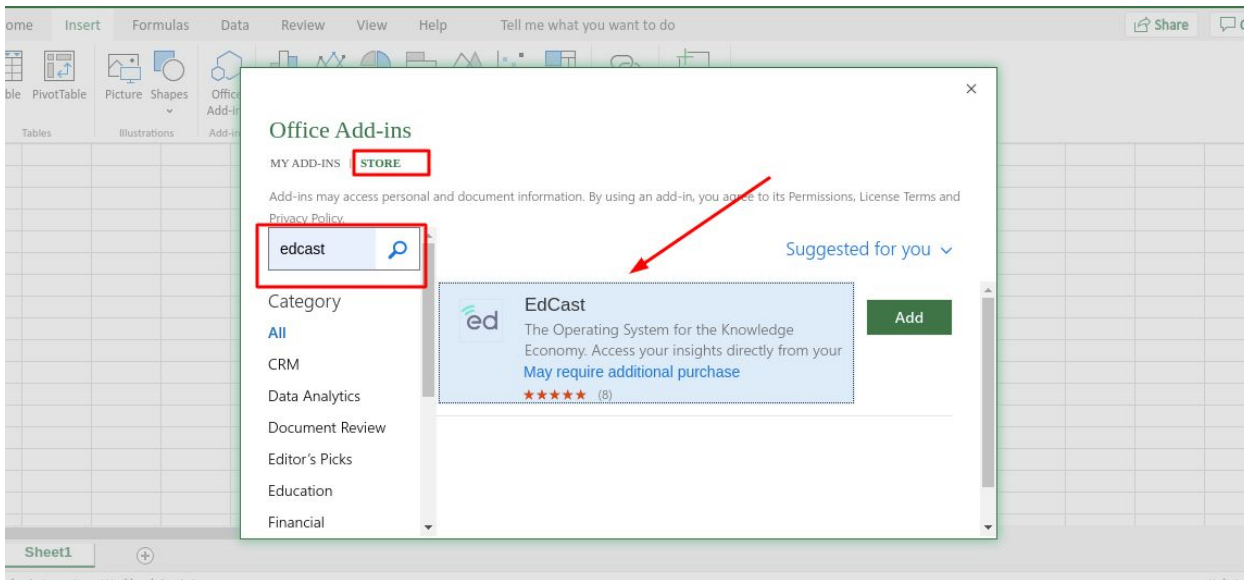 ome Insert Formulas Data Review View Help Tell me what you want to do Share
ble PivotTable Picture Shapes Office
Add-in
Tables Illustrations Add-in
Office Add-ins
MY ADD-INS | STORE
Add-ins may access personal and document information. By using an add-in, you agree to its Permissions, License Terms and
Privacy Policy.
edcast
Suggested for you
Category
All
CRM
Data Analytics
Document Review
Editor's Picks
Education
Financial
ed
EdCast
The Operating System for the Knowledge
Economy. Access your insights directly from your
May require additional purchase
★★★★★ (8)
Add
Sheet1